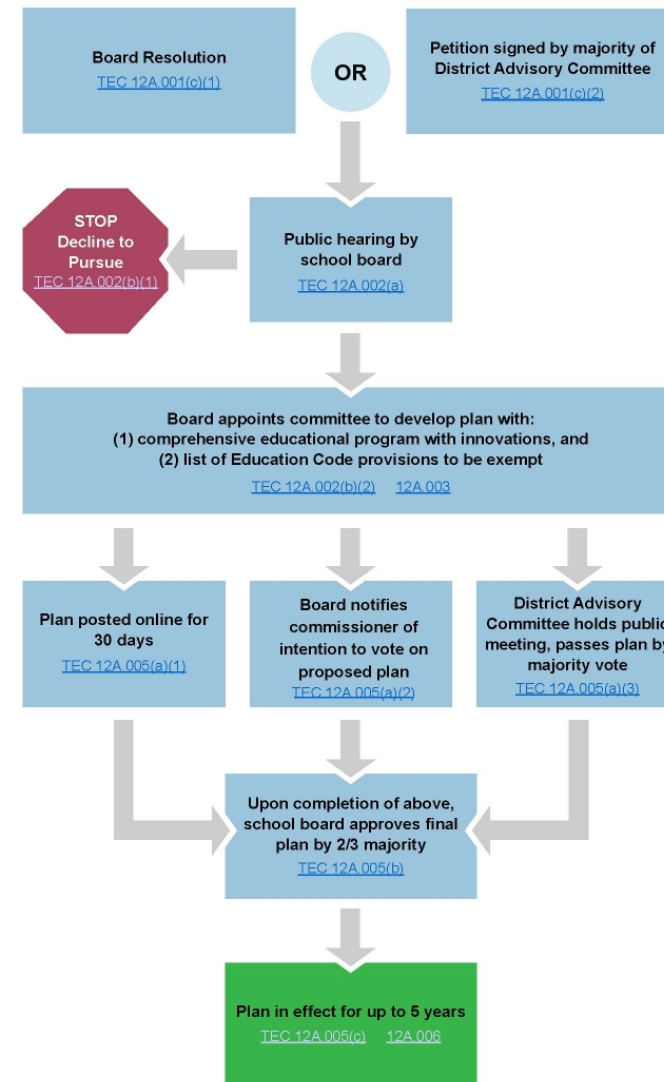 Board Resolution
TEC 12A.001(c)(1)
OR
Petition signed by majority of
District Advisory Committee
TEC 12A.001(c)(2)
STOP
Decline to
Pursue
TEC 12A.002(b)(1)
Public hearing by
school board
TEC 12A.002(a)
Board appoints committee to develop plan with:
(1) comprehensive educational program with innovations, and
(2) list of Education Code provisions to be exempt
TEC 12A.002(b)(2) 12A.003
Plan posted online for
30 days
TEC 12A.005(a)(1)
Board notifies
commissioner of
intention to vote on
proposed plan
TEC 12A.005(a)(2)
District Advisory
Committee holds public
meeting, passes plan by
majority vote
TEC 12A.005(a)(3)
Upon completion of above,
school board approves final
plan by 2/3 majority
TEC 12A.005(b)
Plan in effect for up to 5 years
TEC 12A.005(c) 12A.006